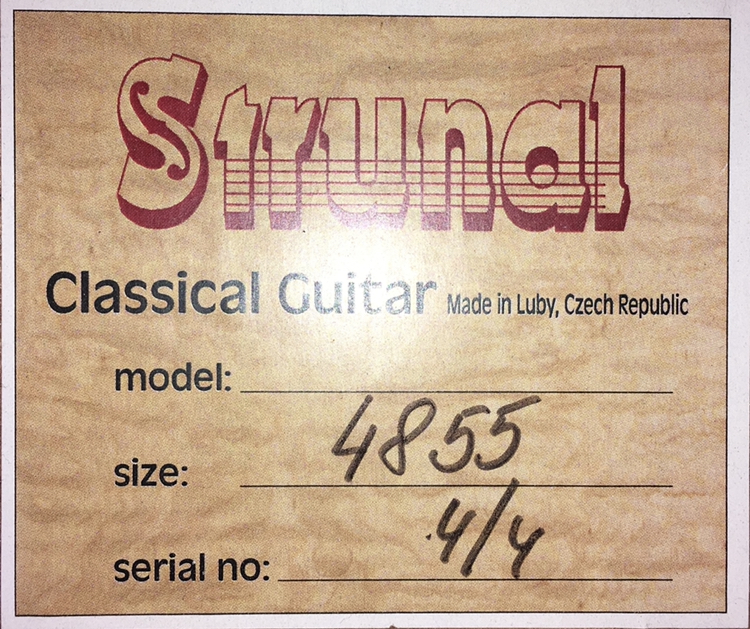 Strunal
Classical Guitar Made in Luby, Czech Republic
model:
4855
size:
4/4
serial no: